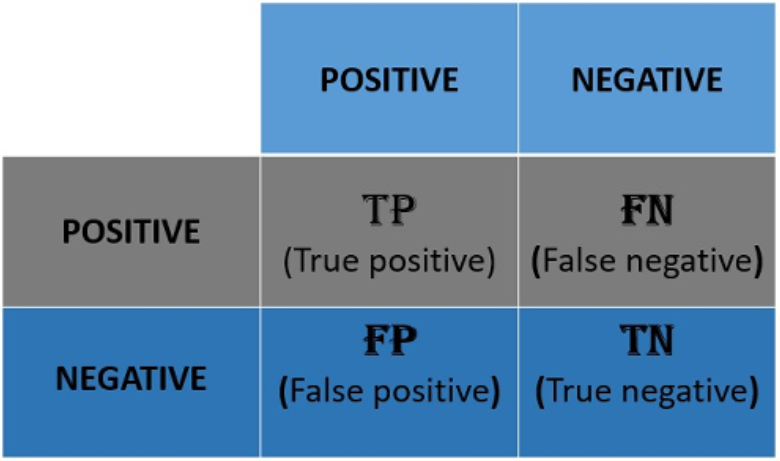 POSITIVE NEGATIVE
POSITIVE TP FN
(True positive) (False negative)
NEGATIVE FP TN
(False positive) (True negative)